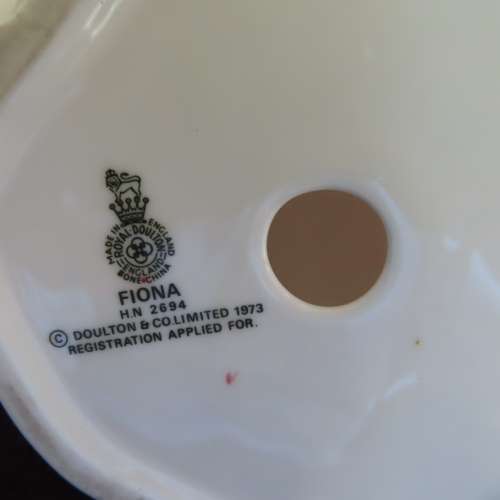 MADE IN ENGLAND
ROYAL DOULTON
ENGLAND
BONE CHINA
FIONA
H.N 2694
© DOULTON & CO. LIMITED 1973
REGISTRATION APPLIED FOR.